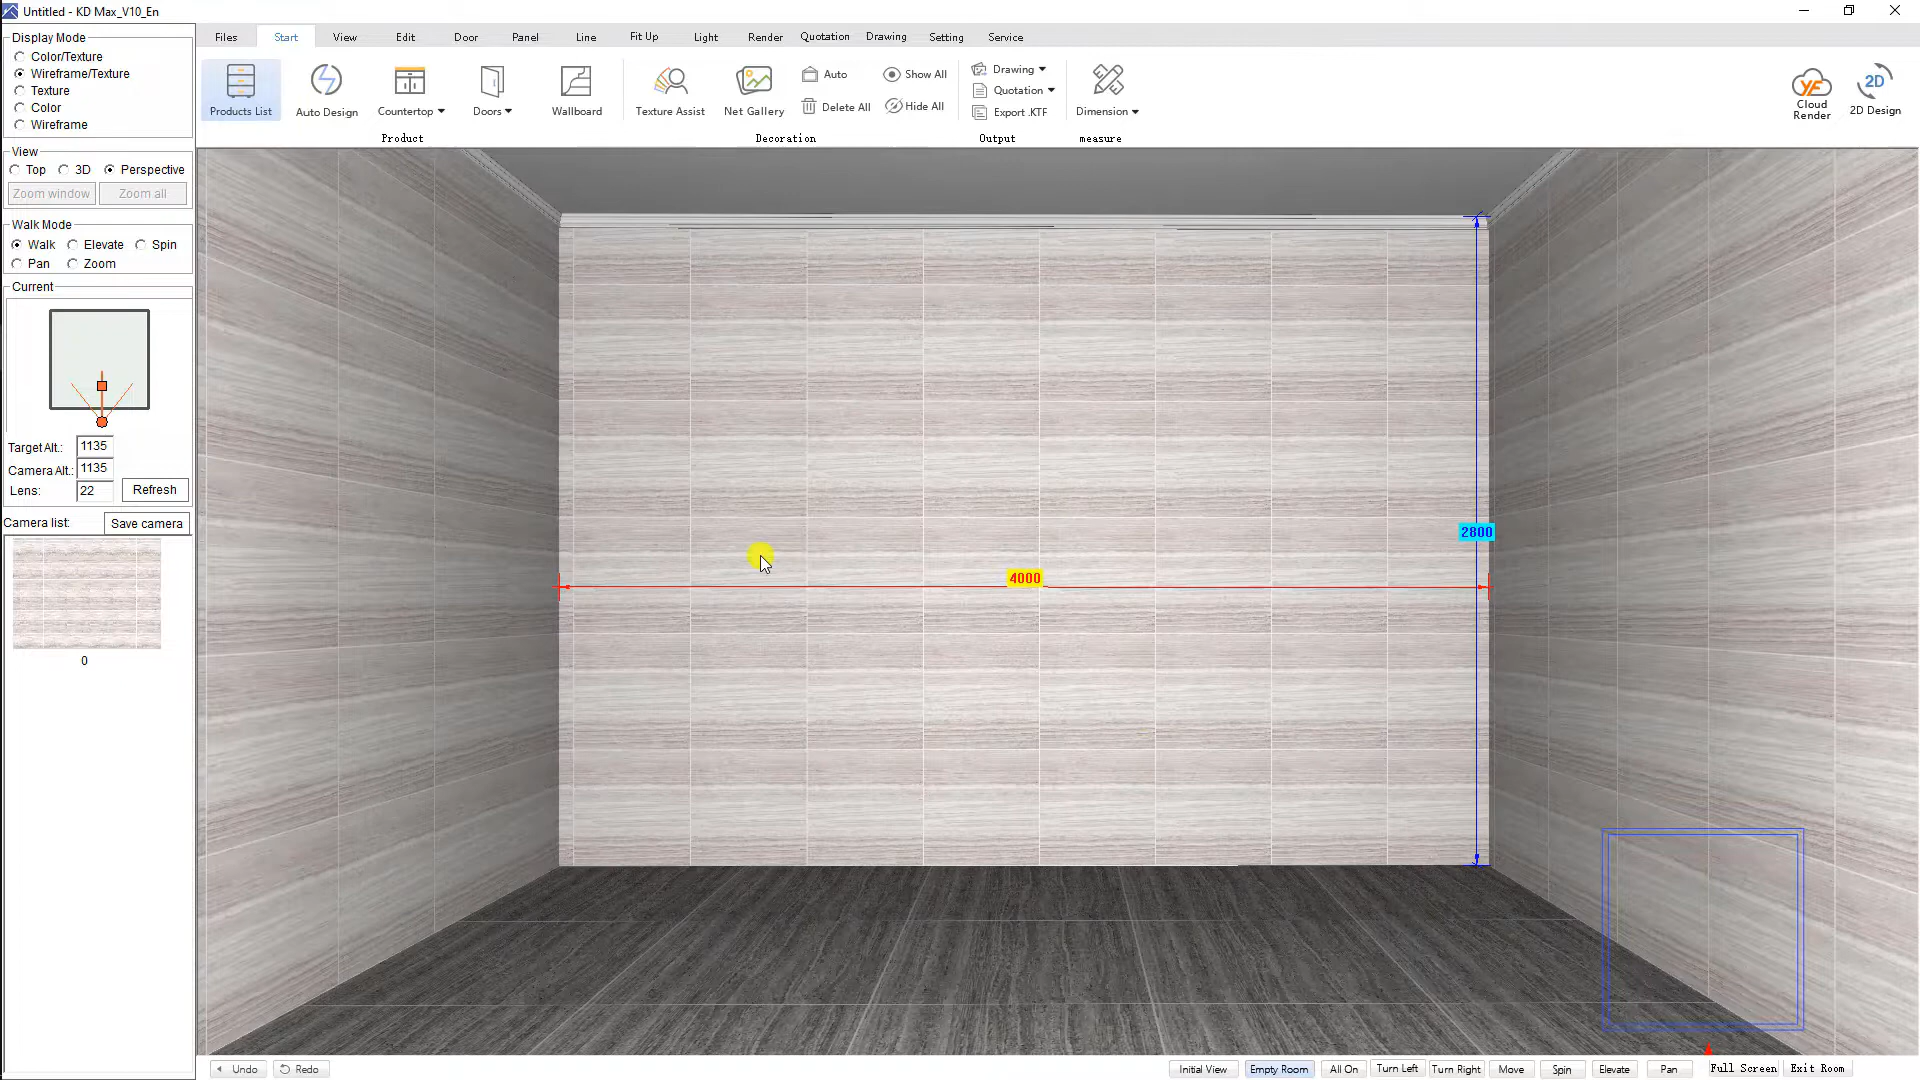 Untitled - KD Max_V10_En
Files Start View Edit Door Panel Line Fit Up Light Render Quotation Drawing Setting Service
Display Mode
Color/Texture
Wireframe/Texture
Texture
Color
Wireframe
View
Top 3D Perspective
Zoom window Zoom all
Walk Mode
Walk Elevate Spin
Pan Zoom
Current
Target Alt.: 1135
Camera Alt.: 1135
Lens: 22 Refresh
Camera list: Save camera
0
Products List
Auto Design
Countertop
Doors
Wallboard
Product
Texture Assist
Net Gallery
Auto
Delete All
Show All
Hide All
Decoration
Drawing
Quotation
Export .KTF
Output
Dimension
measure
YF
Cloud
Render
2D
2D Design
2800
4000
Undo Redo
Initial View Empty Room All On Turn Left Turn Right Move Spin Elevate Pan Full Screen Exit Room